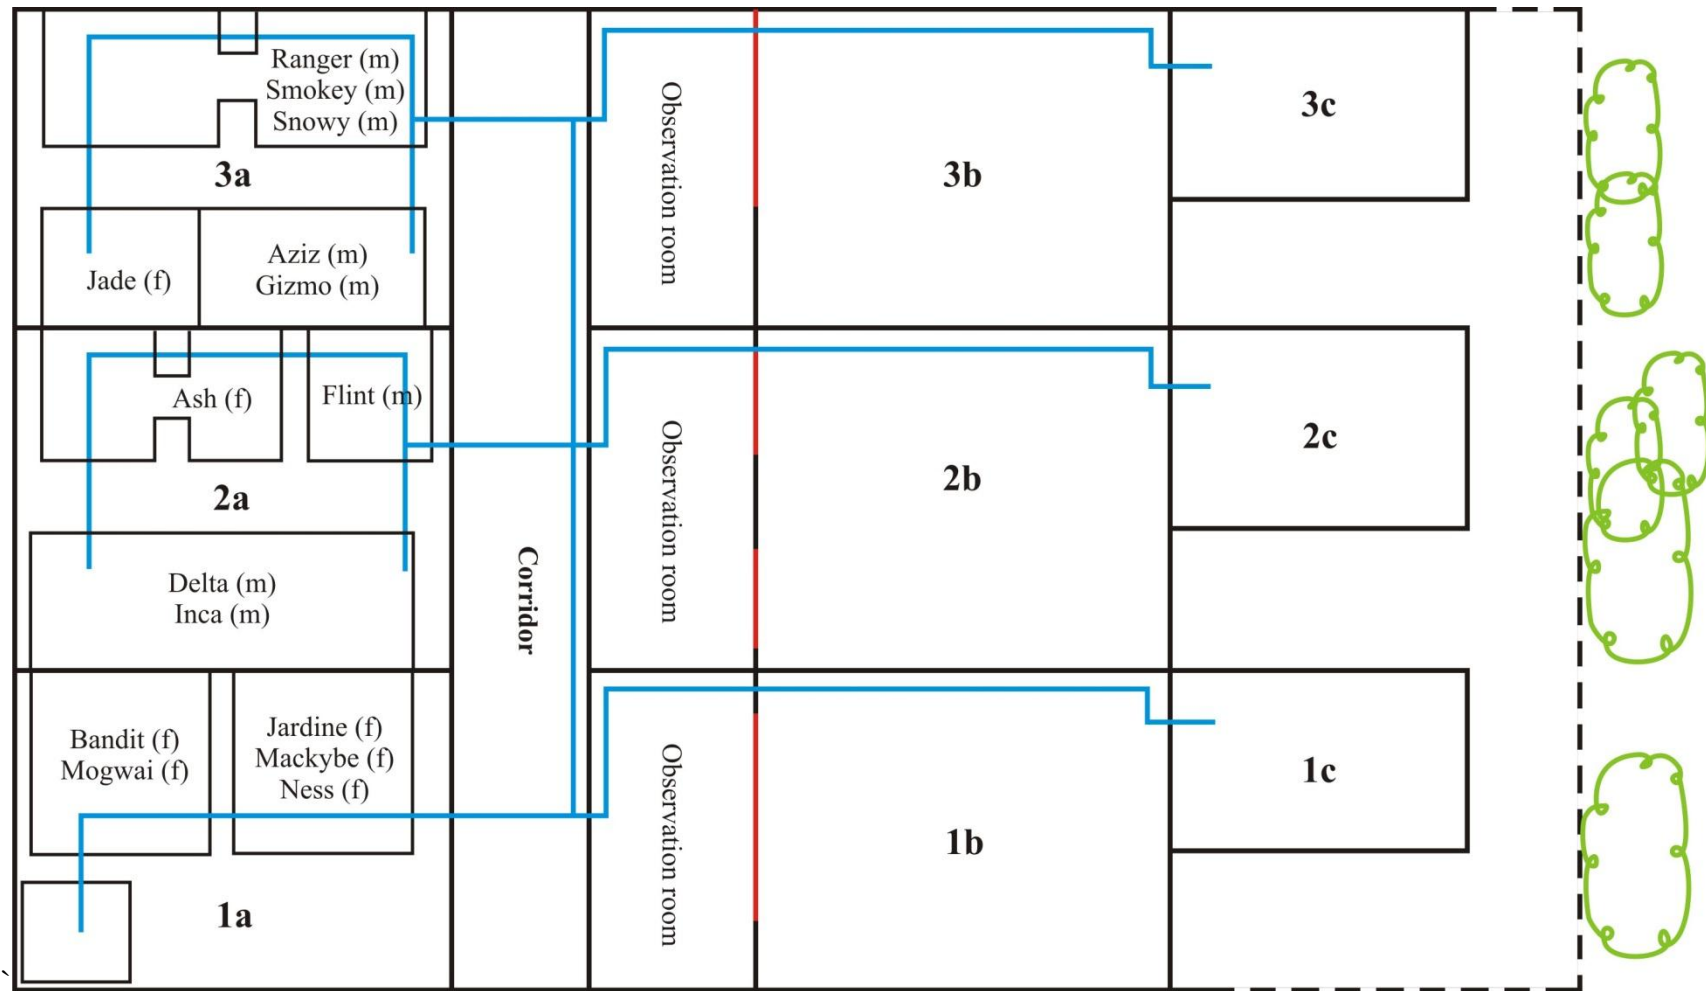 Ranger (m)
Smokey (m)
Snowy (m)
3a
Jade (f)
Aziz (m)
Gizmo (m)
Ash (f)
Flint (m)
2a
Delta (m)
Inca (m)
Bandit (f)
Mogwai (f)
Jardine (f)
Mackybe (f)
Ness (f)
1a
Corridor
Observation room
3b
3c
Observation room
2b
2c
Observation room
1b
1c